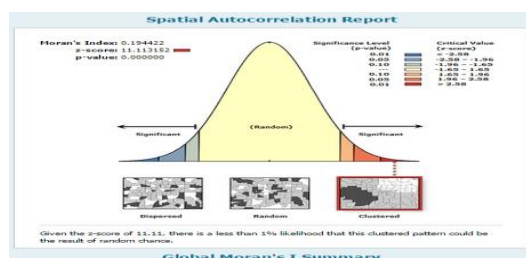 Spatial Autocorrelation Report
Moran's Index: 0.194422
z-score: 11.113152
p-value: 0.000000
Significance Level
(p-value)
0.01
0.05
0.10
---
0.10
0.05
0.01
Critical Value
(z-score)
< -2.58
-2.58 - -1.96
-1.96 - -1.65
-1.65 - 1.65
1.65 - 1.96
1.96 - 2.58
> 2.58
Significant
(Random)
Significant
Dispersed
Random
Clustered
Given the z-score of 11.11, there is a less than 1% likelihood that this clustered pattern could be
the result of random chance.
Global Moran's I Summary